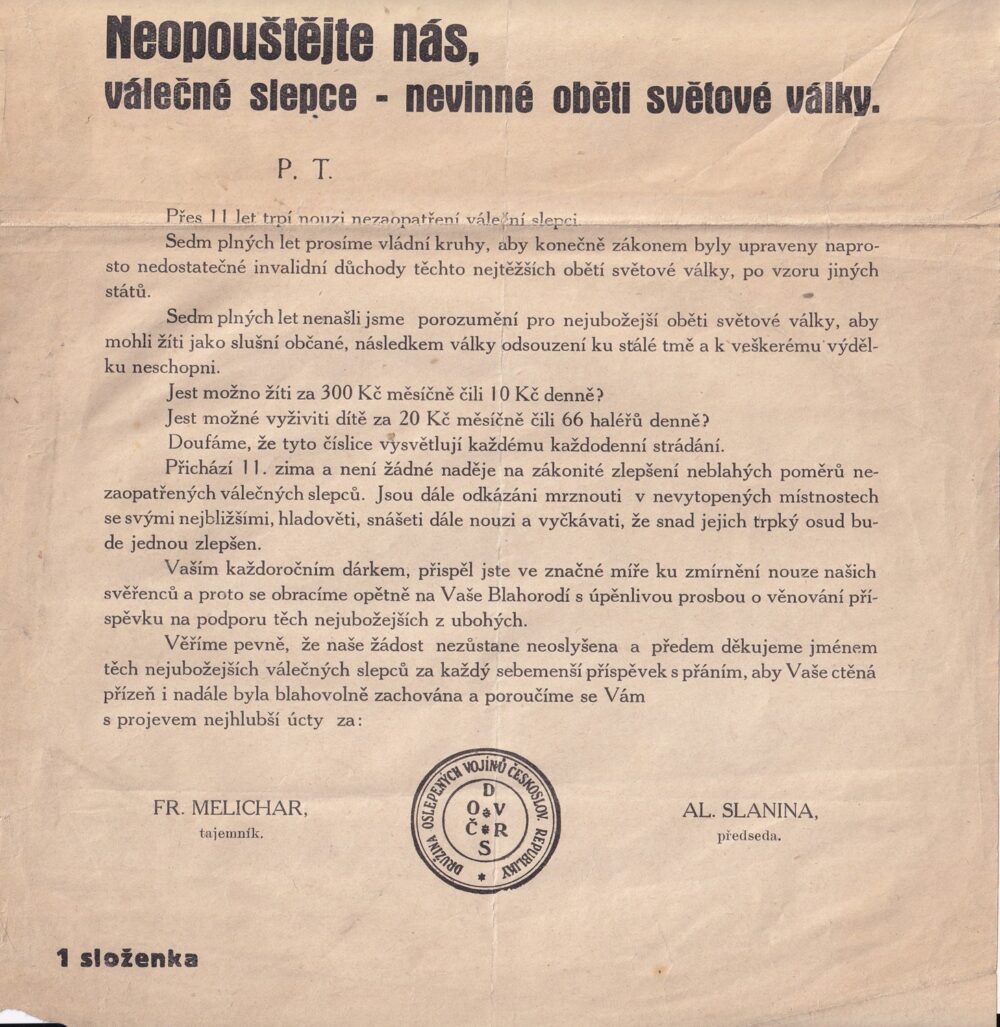 Neopouštějte nás,
válečné slepce - nevinné oběti světové války.
P. T.
Přes 11 let trpí nouzi nezaopatření váleční slepci.
Sedm plných let prosíme vládní kruhy, aby konečně zákonem byly upraveny napro-
sto nedostatečné invalidní důchody těchto nejtěžších obětí světové války, po vzoru jiných
států.
Sedm plných let nenašli jsme porozumění pro nejubožejší oběti světové války, aby
mohli žíti jako slušní občané, následkem války odsouzení ku stálé tmě a k veškerému výděl-
ku neschopni.
Jest možno žíti za 300 Kč měsíčně čili 10 Kč denně?
Jest možné vyživiti dítě za 20 Kč měsíčně čili 66 haléřů denně?
Doufáme, že tyto číslice vysvětlují každému každodenní strádání.
Přichází 11. zima a není žádné naděje na zákonité zlepšení neblahých poměrů ne-
zaopatřených válečných slepců. Jsou dále odkázáni mrznouti v nevytopených místnostech
se svými nejbližšími, hladověti, snášeti dále nouzi a vyčkávati, že snad jejich trpký osud bu-
de jednou zlepšen.
Vaším každoročním dárkem, přispěl jste ve značné míře ku zmírnění nouze našich
svěřenců a proto se obracíme opětně na Vaše Blahorodí s úpěnlivou prosbou o věnování pří-
spěvku na podporu těch nejubožejších z ubohých.
Věříme pevně, že naše žádost nezůstane neoslyšena a předem děkujeme jménem
těch nejubožejších válečných slepců za každý sebemenší příspěvek s přáním, aby Vaše ctěná
přízeň i nadále byla blahovolně zachována a poroučíme se Vám
s projevem nejhlubší úcty za:
FR. MELICHAR,
tajemník.
DRUŽINA OSLEPENÝCH VOJÍNŮ ČESKOSLOV. REPUBLIKY
D
O V
Č R
S
AL. SLANINA,
předseda.
1 složenka